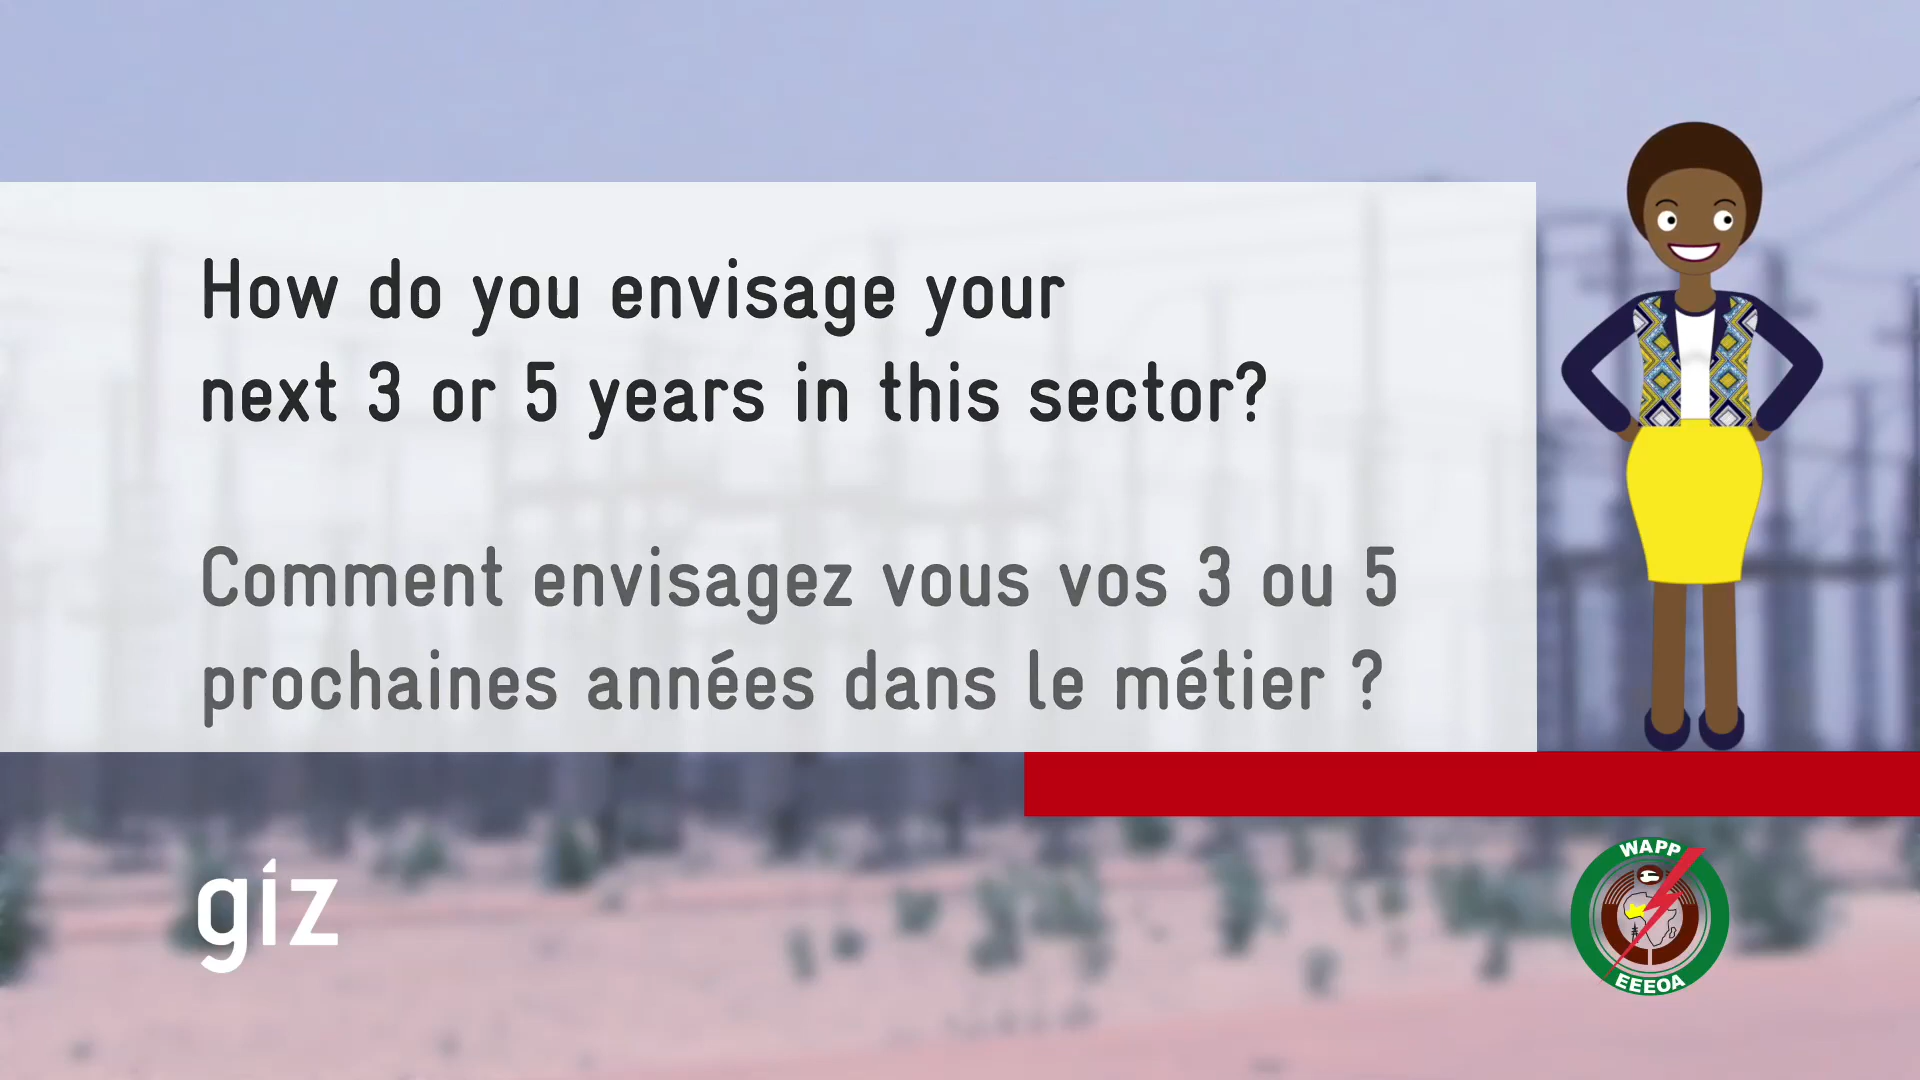 How do you envisage your
next 3 or 5 years in this sector?
Comment envisagez vous vos 3 ou 5
prochaines années dans le métier ?
giz
WAPP
EEEOA